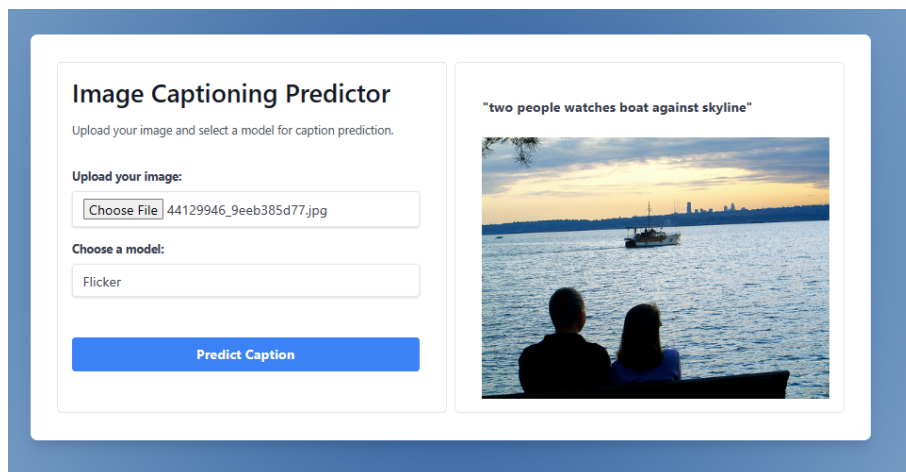 Image Captioning Predictor
Upload your image and select a model for caption prediction.
Upload your image:
Choose File 44129946_9eeb385d77.jpg
Choose a model:
Flicker
Predict Caption
"two people watches boat against skyline"